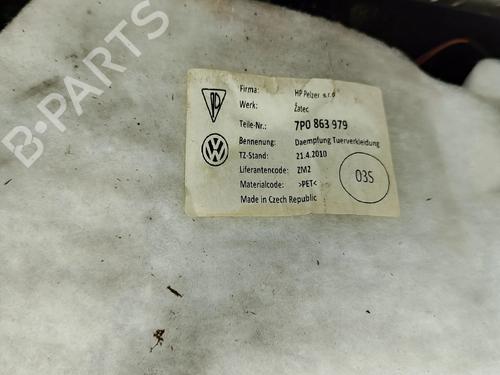 B-PARTS
Firma: HP Pelzer s.r.o
Werk: Žatec
Teile-Nr.: 7P0 863 979
Bennenung: Daempfung Tuerverkleidung
TZ-Stand: 21.4.2010
Liferantencode: ZM2
Materialcode: >PET<
Made in Czech Republic
03S